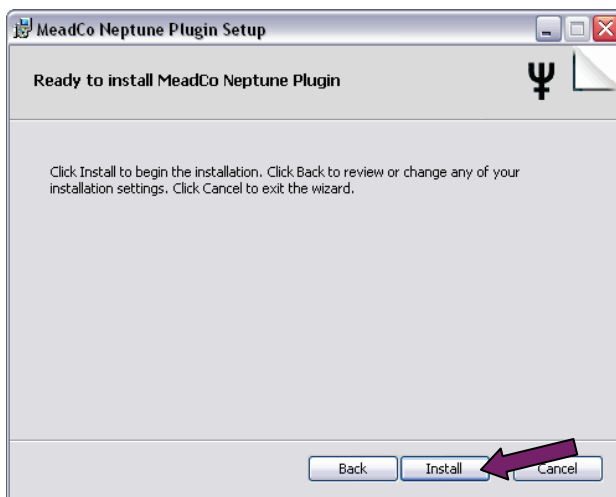 MeadCo Neptune Plugin Setup
Ready to install MeadCo Neptune Plugin
Click Install to begin the installation. Click Back to review or change any of your
installation settings. Click Cancel to exit the wizard.
Back Install Cancel